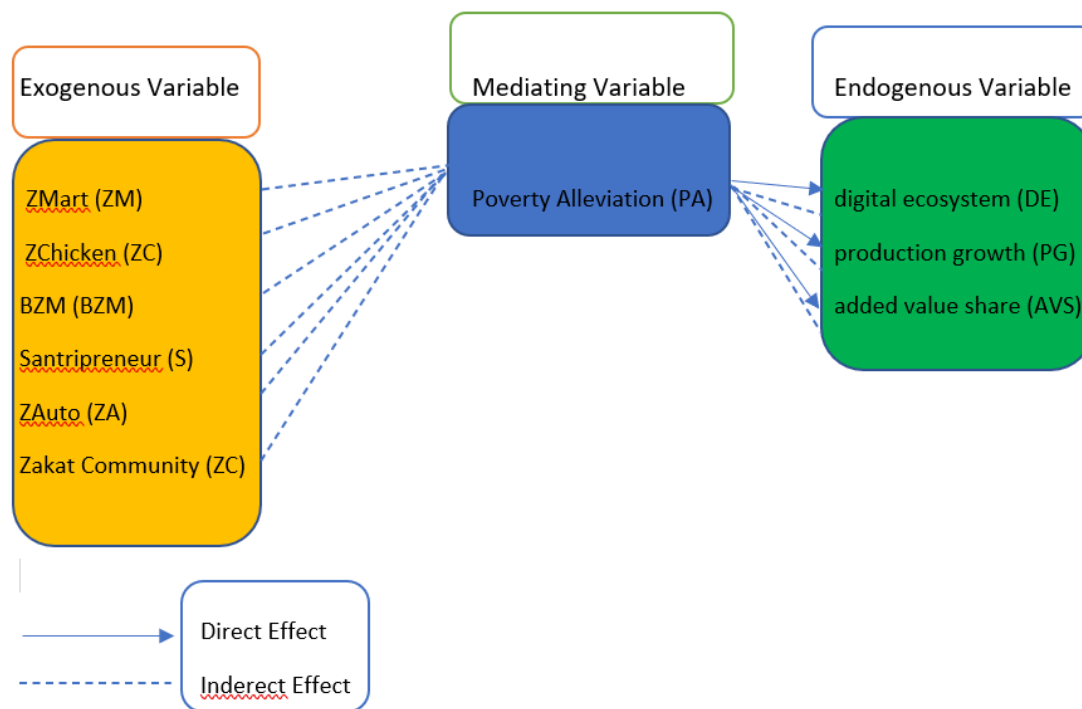 Exogenous Variable
Mediating Variable
Endogenous Variable
ZMart (ZM)
ZChicken (ZC)
BZM (BZM)
Santripreneur (S)
ZAuto (ZA)
Zakat Community (ZC)
Poverty Alleviation (PA)
digital ecosystem (DE)
production growth (PG)
added value share (AVS)
Direct Effect
Inderect Effect